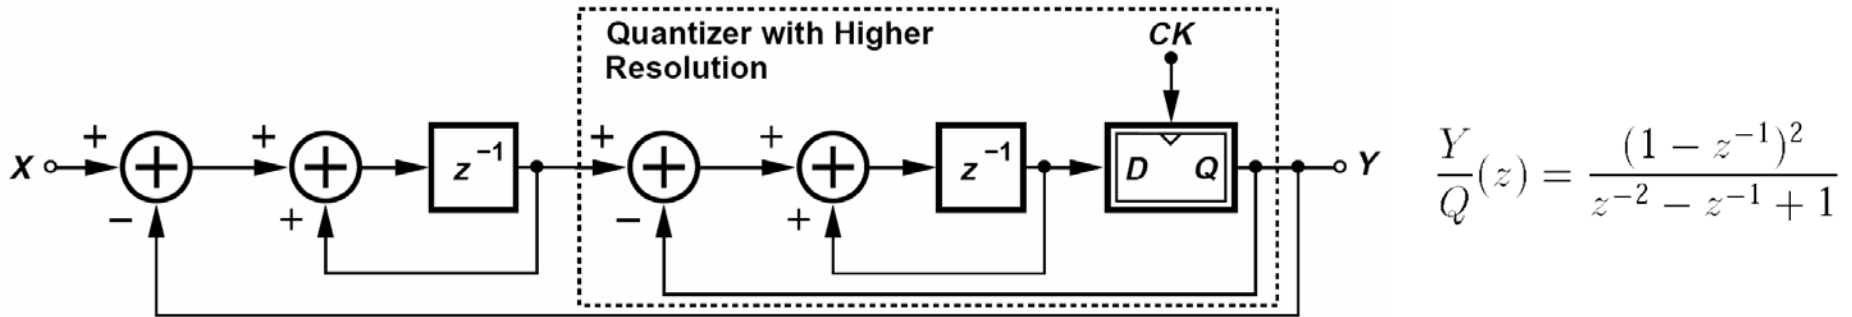 Quantizer with Higher
Resolution
CK
X
+
−
+
+
+
+
z⁻¹
+
−
+
+
+
+
z⁻¹
D Q
Y
Y/Q (z) = (1 − z⁻¹)² / (z⁻² − z⁻¹ + 1)